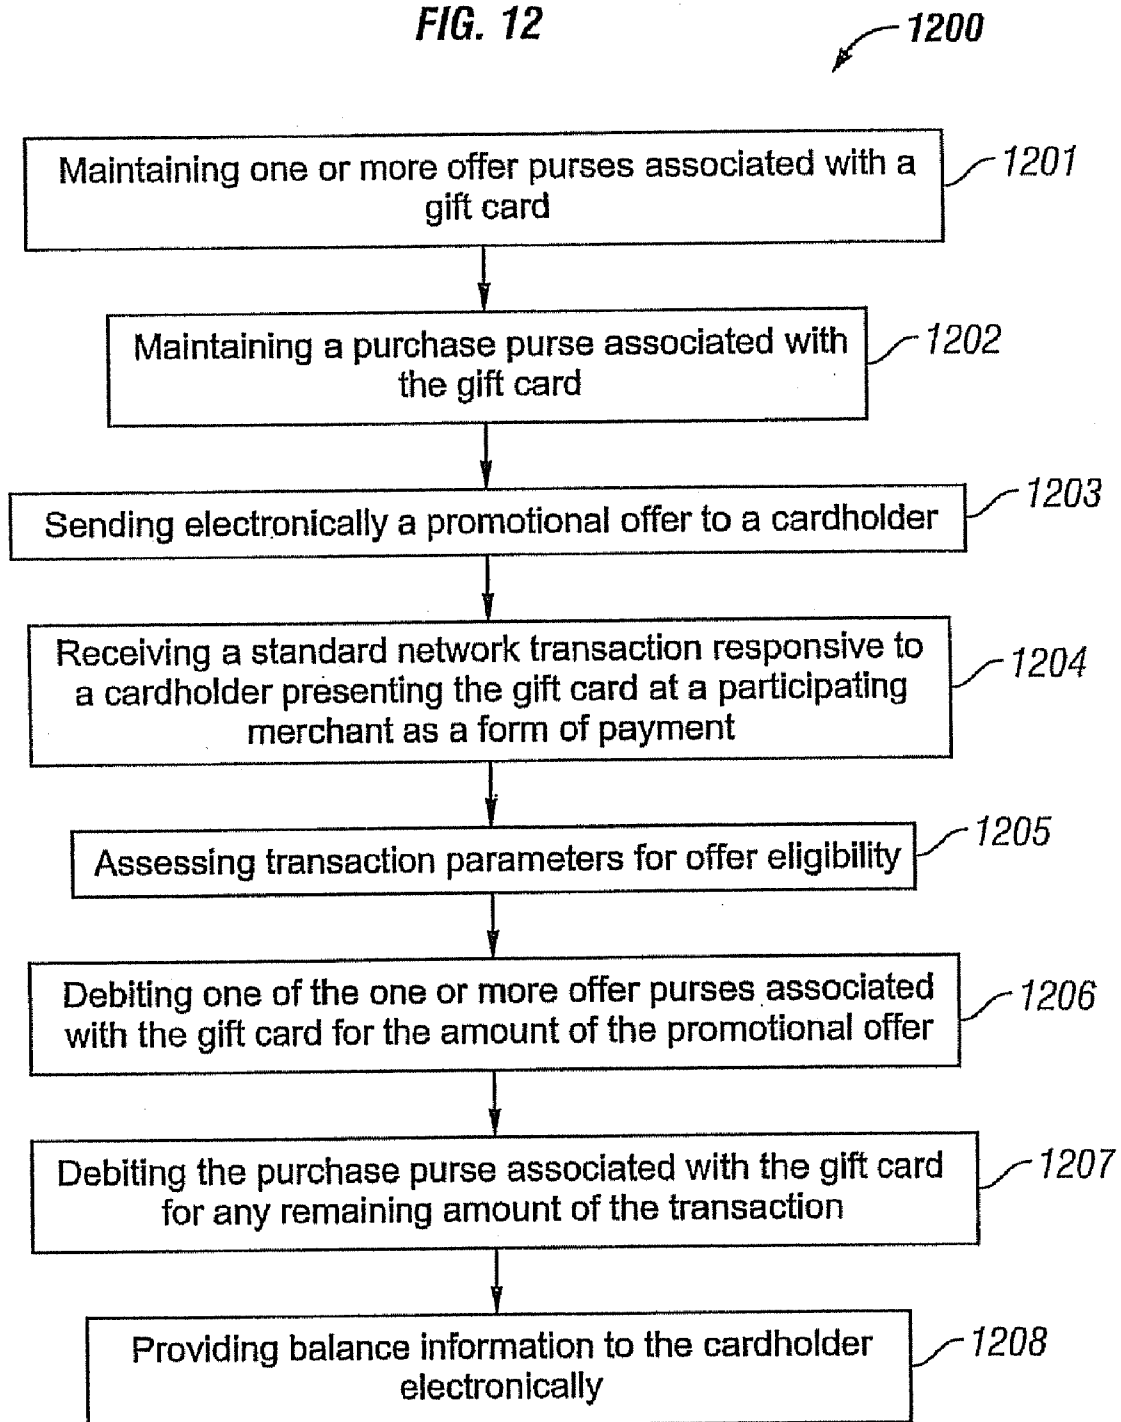 FIG. 12
1200
Maintaining one or more offer purses associated with a
gift card
1201
Maintaining a purchase purse associated with
the gift card
1202
Sending electronically a promotional offer to a cardholder
1203
Receiving a standard network transaction responsive to
a cardholder presenting the gift card at a participating
merchant as a form of payment
1204
Assessing transaction parameters for offer eligibility
1205
Debiting one of the one or more offer purses associated
with the gift card for the amount of the promotional offer
1206
Debiting the purchase purse associated with the gift card
for any remaining amount of the transaction
1207
Providing balance information to the cardholder
electronically
1208